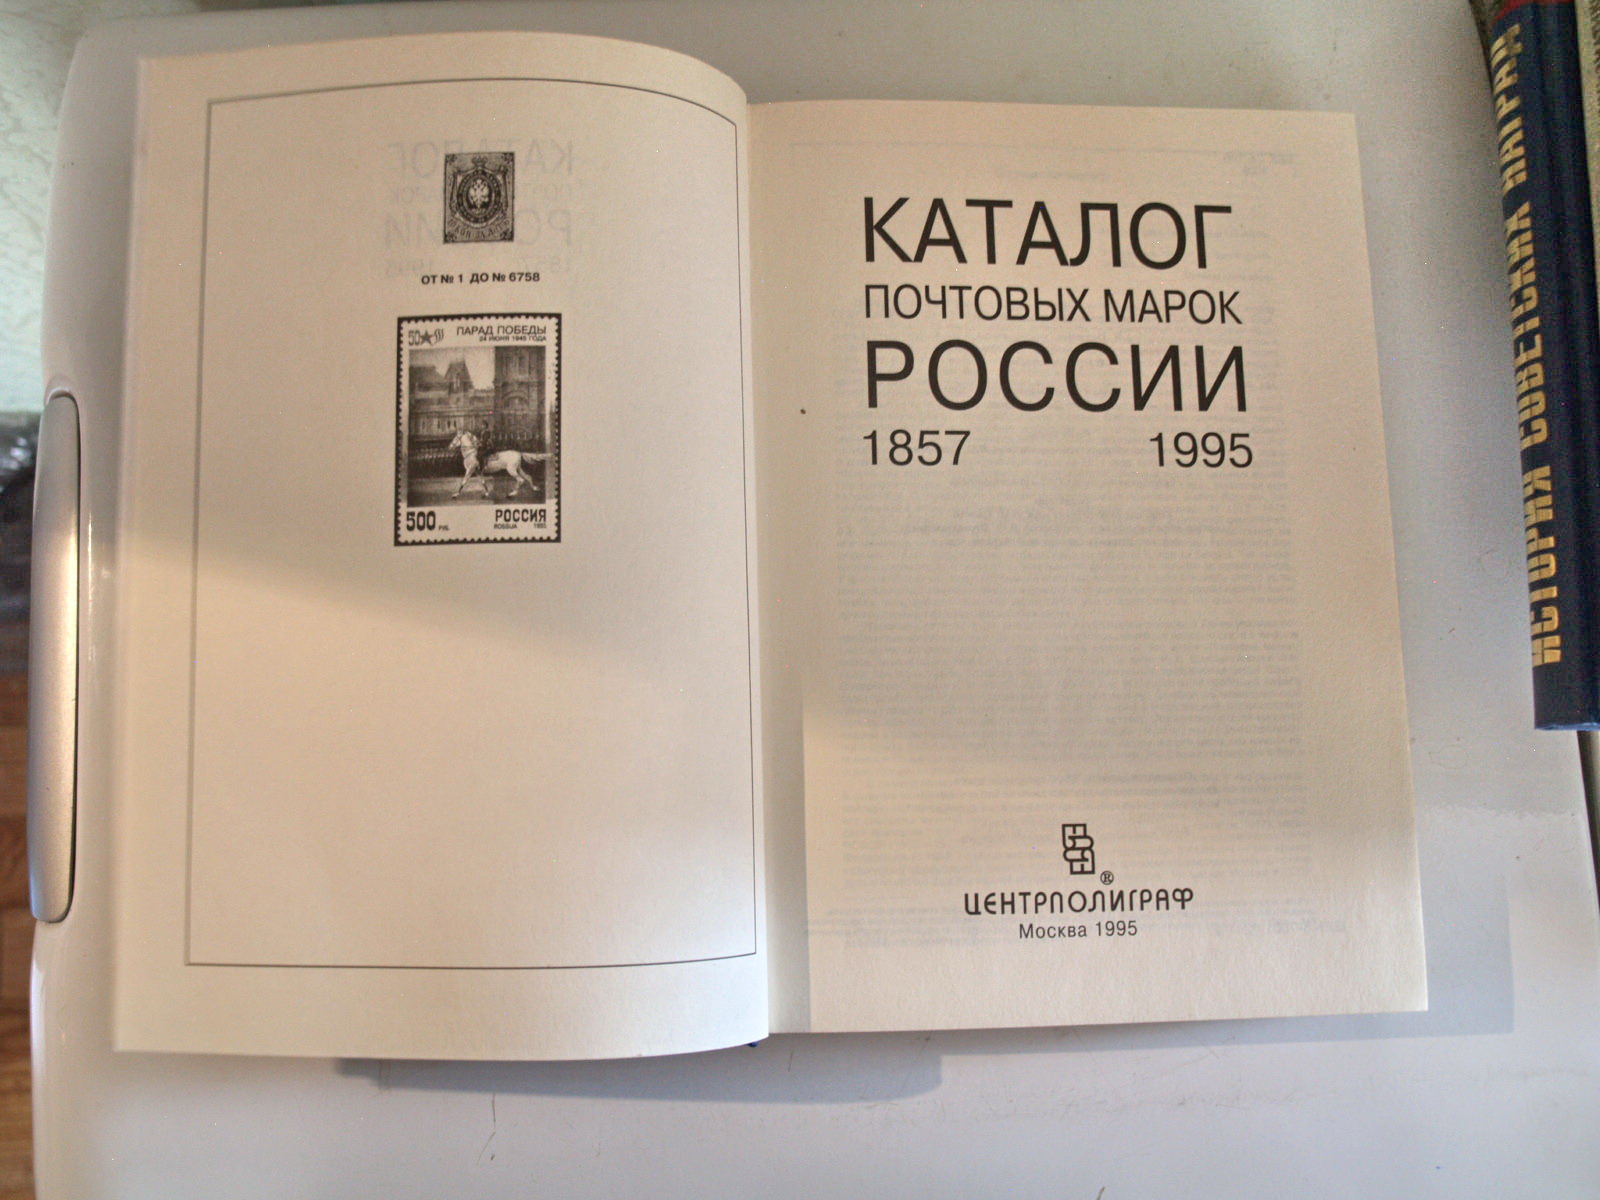 ОТ № 1 ДО № 6758
50
ПАРАД ПОБЕДЫ
24 ИЮНЯ 1945 ГОДА
500 РУБ.
РОССИЯ
ROSSIJA 1995
КАТАЛОГ
ПОЧТОВЫХ МАРОК
РОССИИ
1857 1995
®
ЦЕНТРПОЛИГРАФ
Москва 1995
ИСТОРИЯ СОВЕТСКИХ НАГРАД